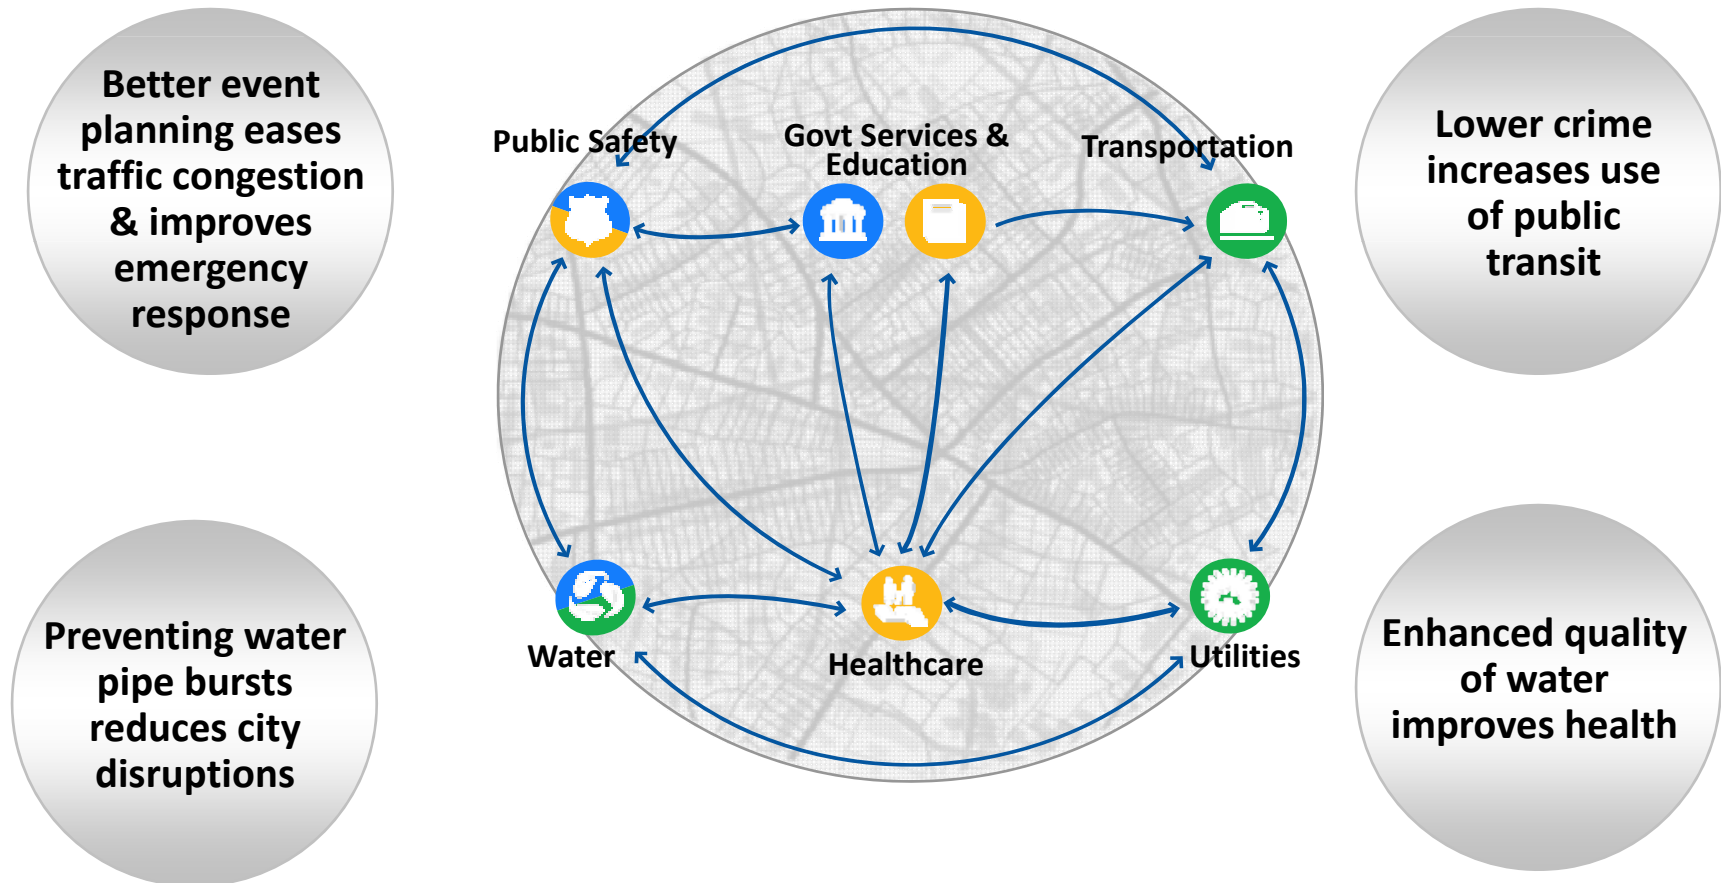 Better event
planning eases
traffic congestion
& improves
emergency
response
Public Safety
Govt Services &
Education
Transportation
Lower crime
increases use
of public
transit
Preventing water
pipe bursts
reduces city
disruptions
Water
Healthcare
Utilities
Enhanced quality
of water
improves health